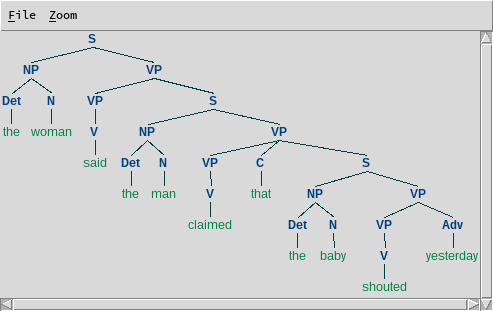 File Zoom
S
NP VP
Det N VP S
the woman V NP VP
said Det N VP C S
the man V that NP VP
claimed Det N VP Adv
the baby V yesterday
shouted